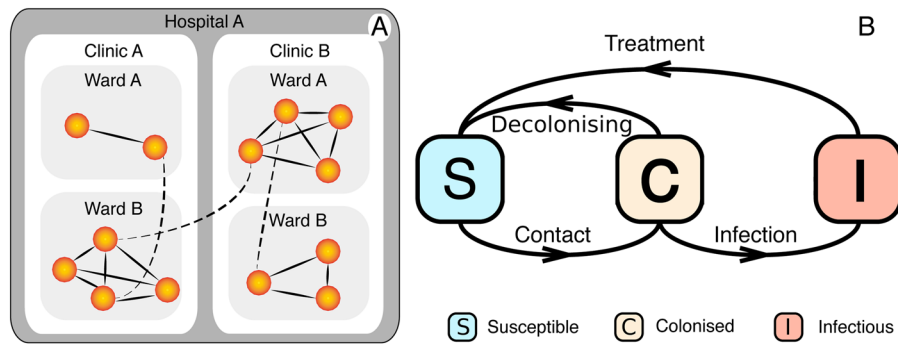 Hospital A
A
Clinic A
Clinic B
Ward A
Ward A
Ward B
Ward B
B
Treatment
Decolonising
S
C
I
Contact
Infection
S Susceptible
C Colonised
I Infectious